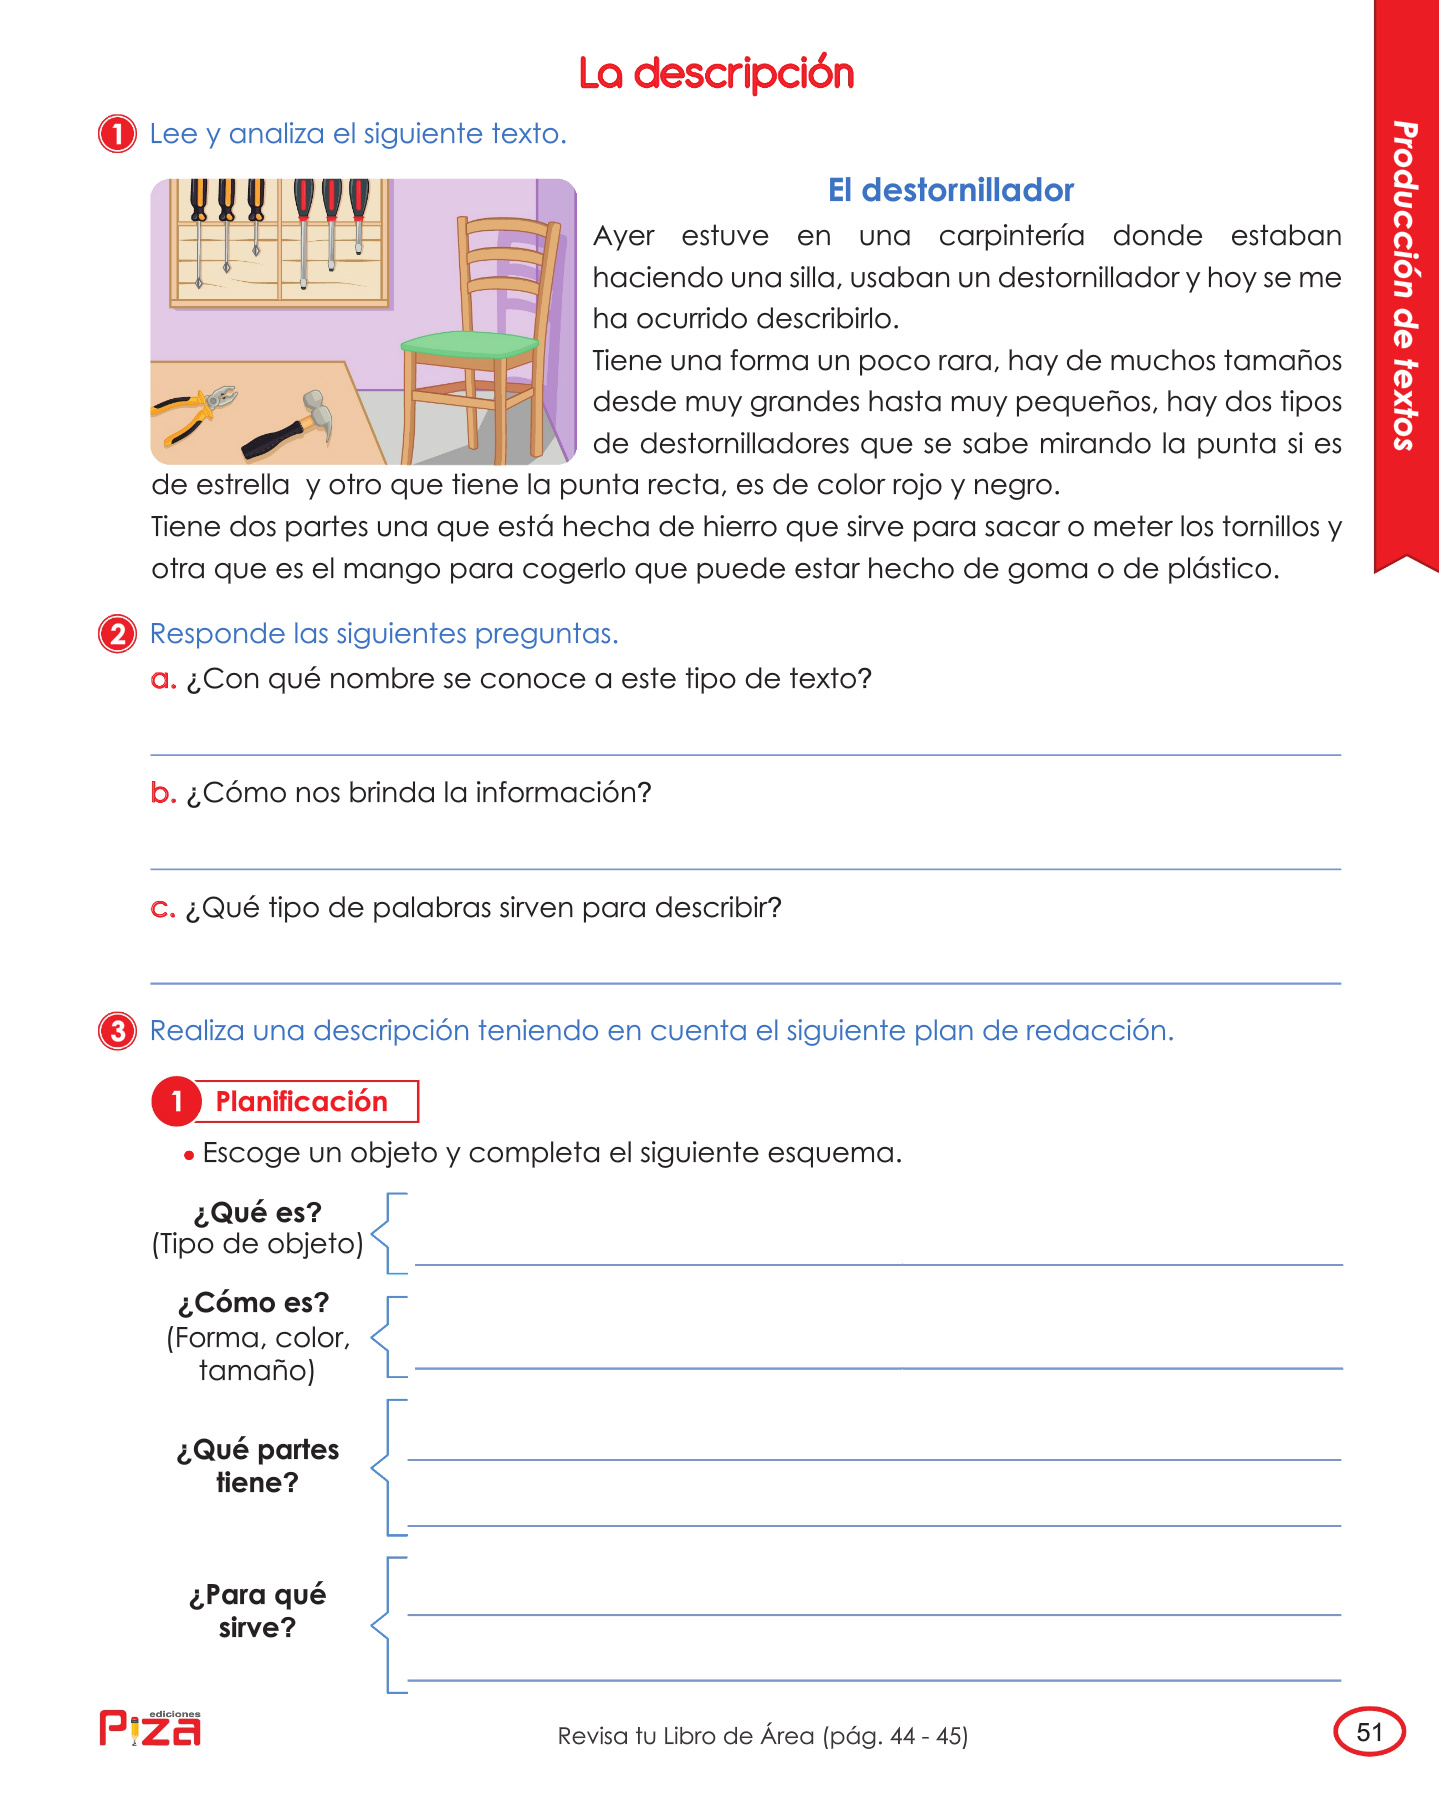 La descripción
Producción de textos
1 Lee y analiza el siguiente texto.
El destornillador
Ayer estuve en una carpintería donde estaban
haciendo una silla, usaban un destornillador y hoy se me
ha ocurrido describirlo.
Tiene una forma un poco rara, hay de muchos tamaños
desde muy grandes hasta muy pequeños, hay dos tipos
de destornilladores que se sabe mirando la punta si es
de estrella y otro que tiene la punta recta, es de color rojo y negro.
Tiene dos partes una que está hecha de hierro que sirve para sacar o meter los tornillos y
otra que es el mango para cogerlo que puede estar hecho de goma o de plástico.
2 Responde las siguientes preguntas.
a. ¿Con qué nombre se conoce a este tipo de texto?
b. ¿Cómo nos brinda la información?
c. ¿Qué tipo de palabras sirven para describir?
3 Realiza una descripción teniendo en cuenta el siguiente plan de redacción.
1 Planificación
• Escoge un objeto y completa el siguiente esquema.
¿Qué es?
(Tipo de objeto)
¿Cómo es?
(Forma, color,
tamaño)
¿Qué partes
tiene?
¿Para qué
sirve?
ediciones
Piza
Revisa tu Libro de Área (pág. 44 - 45)
51